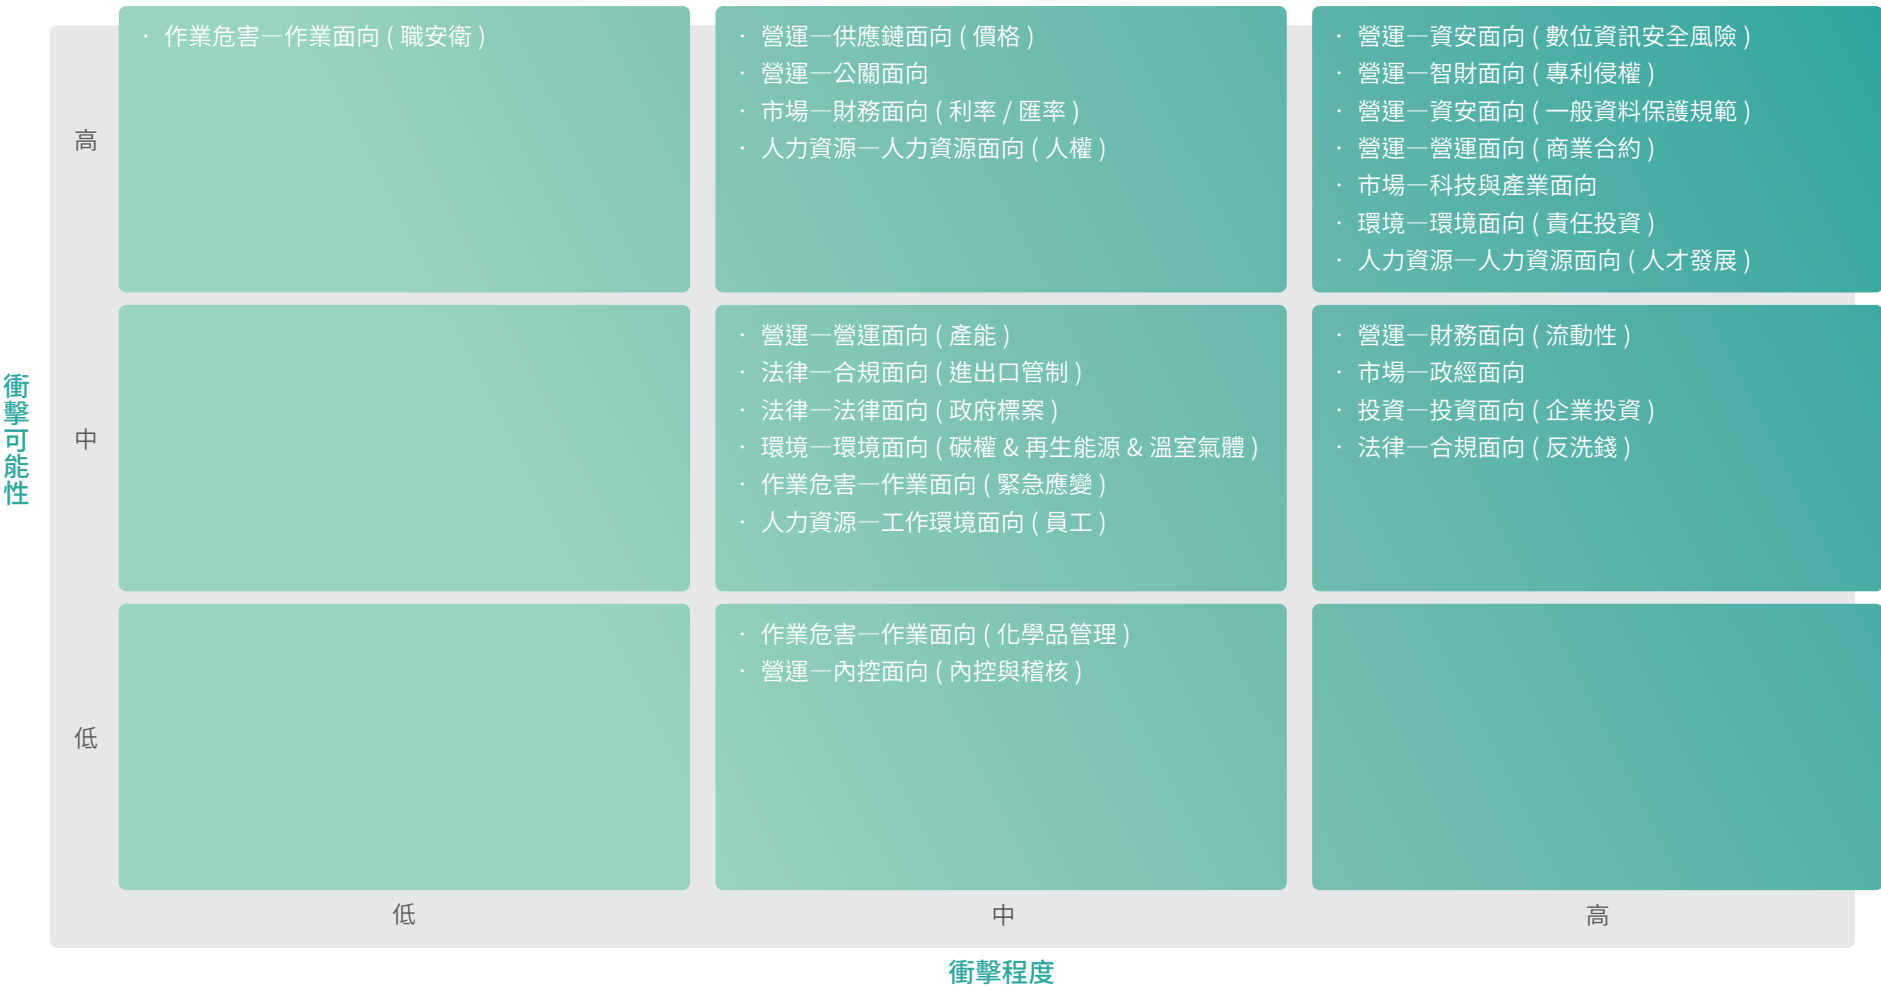 衝擊可能性
高
· 作業危害—作業面向 ( 職安衛 )
· 營運—供應鏈面向 ( 價格 )
· 營運—公關面向
· 市場—財務面向 ( 利率 / 匯率 )
· 人力資源—人力資源面向 ( 人權 )
· 營運—資安面向 ( 數位資訊安全風險 )
· 營運—智財面向 ( 專利侵權 )
· 營運—資安面向 ( 一般資料保護規範 )
· 營運—營運面向 ( 商業合約 )
· 市場—科技與產業面向
· 環境—環境面向 ( 責任投資 )
· 人力資源—人力資源面向 ( 人才發展 )
中
· 營運—營運面向 ( 產能 )
· 法律—合規面向 ( 進出口管制 )
· 法律—法律面向 ( 政府標案 )
· 環境—環境面向 ( 碳權 & 再生能源 & 溫室氣體 )
· 作業危害—作業面向 ( 緊急應變 )
· 人力資源—工作環境面向 ( 員工 )
· 營運—財務面向 ( 流動性 )
· 市場—政經面向
· 投資—投資面向 ( 企業投資 )
· 法律—合規面向 ( 反洗錢 )
低
· 作業危害—作業面向 ( 化學品管理 )
· 營運—內控面向 ( 內控與稽核 )
低
中
高
衝擊程度